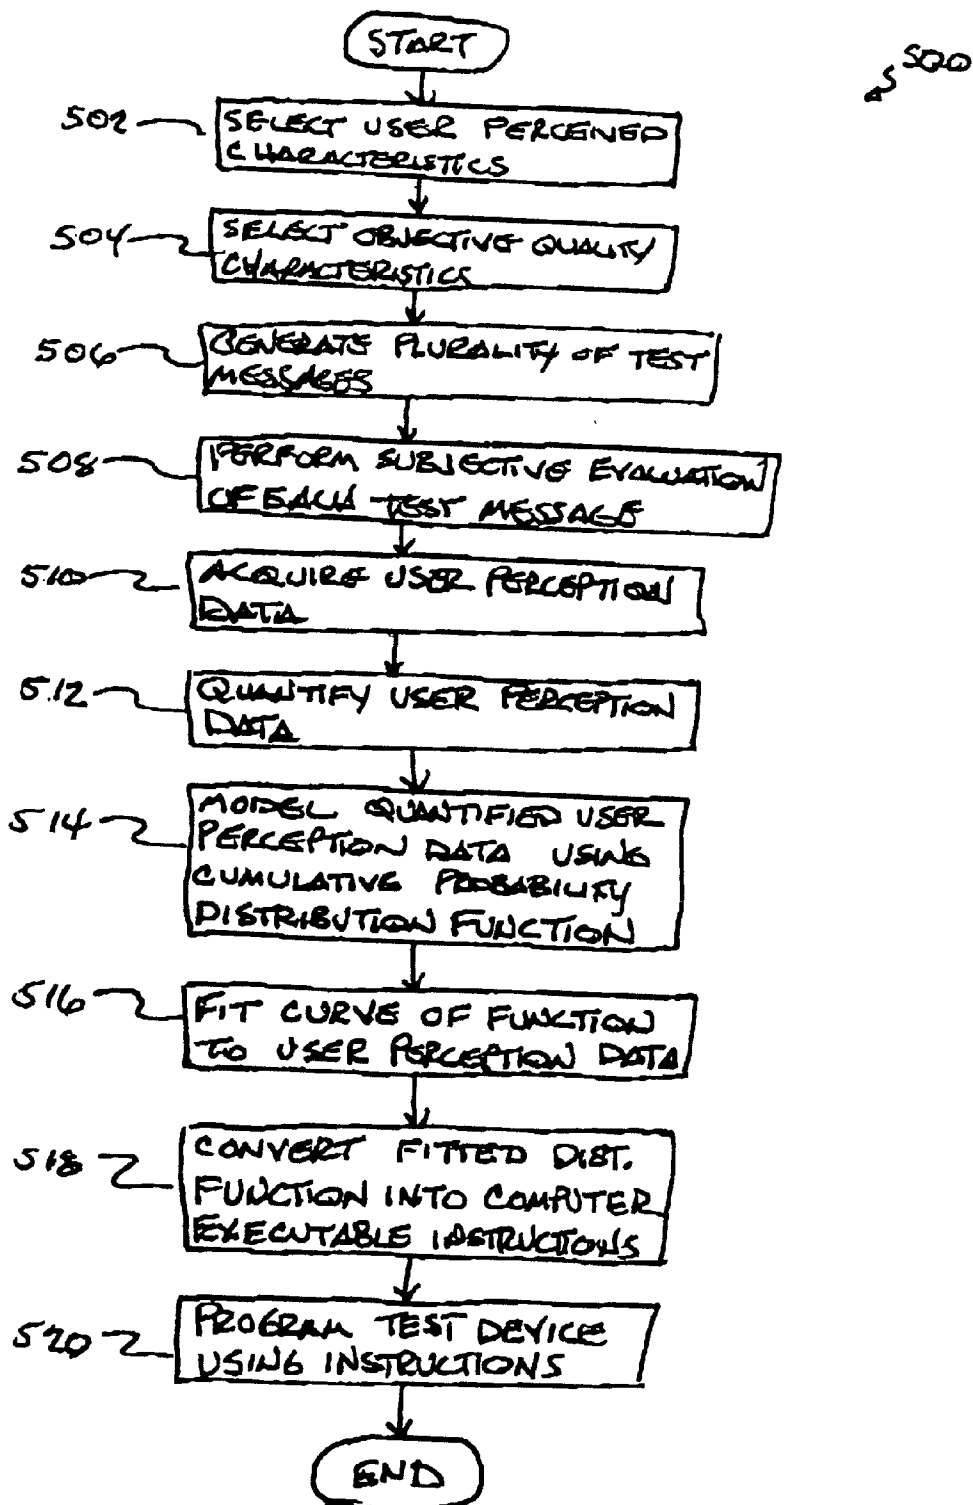 START
500
502
SELECT USER PERCEIVED
CHARACTERISTICS
504
SELECT OBJECTIVE QUALITY
CHARACTERISTICS
506
GENERATE PLURALITY OF TEST
MESSAGES
508
PERFORM SUBJECTIVE EVALUATION
OF EACH TEST MESSAGE
510
ACQUIRE USER PERCEPTION
DATA
512
QUANTIFY USER PERCEPTION
DATA
514
MODEL QUANTIFIED USER
PERCEPTION DATA USING
CUMULATIVE PROBABILITY
DISTRIBUTION FUNCTION
516
FIT CURVE OF FUNCTION
TO USER PERCEPTION DATA
518
CONVERT FITTED DIST.
FUNCTION INTO COMPUTER
EXECUTABLE INSTRUCTIONS
520
PROGRAM TEST DEVICE
USING INSTRUCTIONS
END